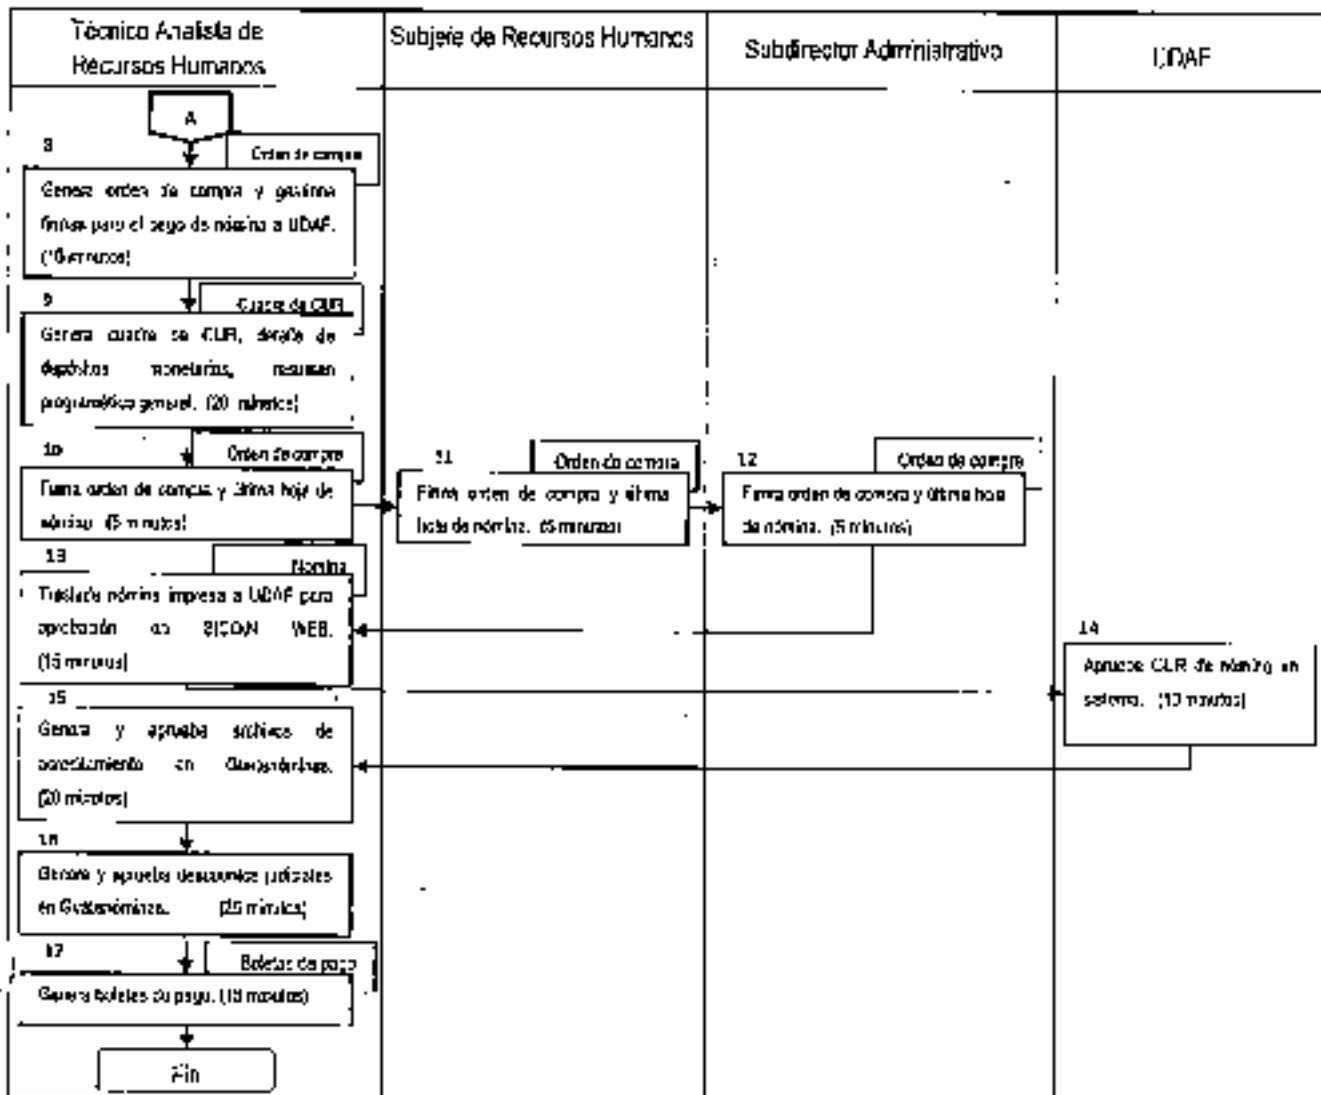 Técnico Analista de
Recursos Humanos
Subjefe de Recursos Humanos
Subdirector Administrativo
UDAF
A
8
Orden de compra
Genera orden de compra y gestiona
firmas para el pago de nómina a UDAF.
minutos)
9
Cuadre de CUR
Genera cuadre de CUR, detalle de
depósitos monetarios, resumen
programático general. (20 minutos)
10
Orden de compra
Firma orden de compra y última hoja de
nómina. (5 minutos)
11
Orden de compra
Firma orden de compra y última
hoja de nómina. (5 minutos)
12
Orden de compra
Firma orden de compra y última hoja
de nómina. (5 minutos)
13
Nómina
Traslada nómina impresa a UDAF para
aprobación en SICOIN WEB.
(15 minutos)
14
Aprueba CUR de nómina en
sistema. (10 minutos)
15
Genera y aprueba archivos de
acreditamiento en Guatenóminas.
(20 minutos)
16
Genera y aprueba descuentos judiciales
en Guatenóminas. minutos)
17
Boletas de pago
Genera boletas de pago. (15 minutos)
Fin